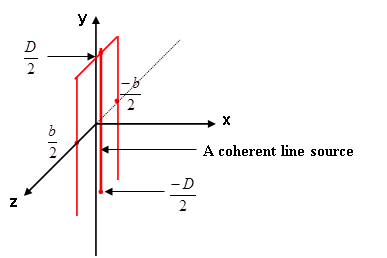 y
D/2
-b/2
x
b/2
A coherent line source
z
-D/2